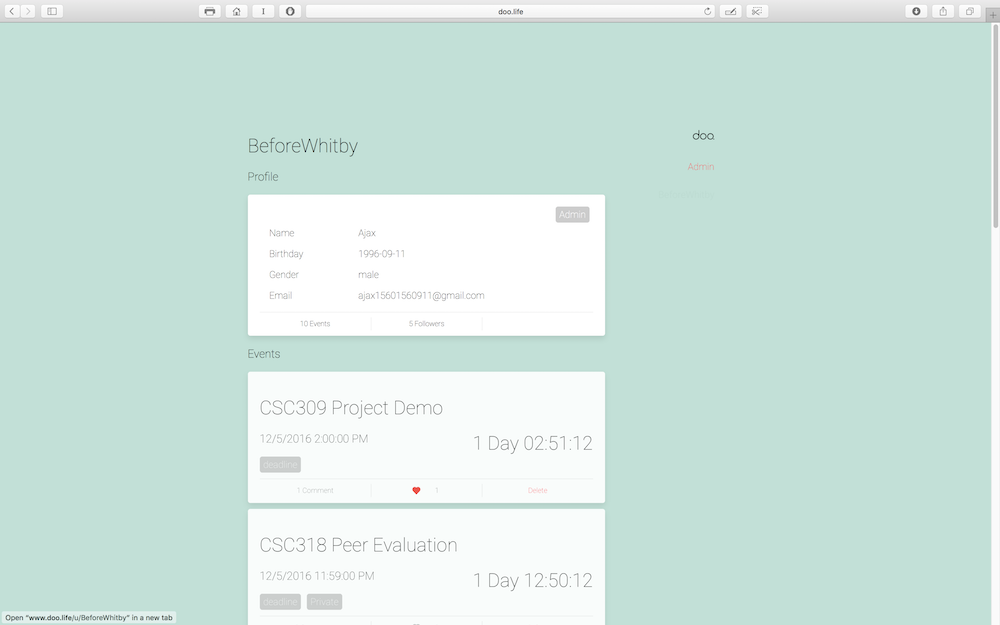 doo.life
doo.
BeforeWhitby
Admin
Profile
Admin
Name Ajax
Birthday 1996-09-11
Gender male
Email ajax15601560911@gmail.com
10 Events 5 Followers
Events
CSC309 Project Demo
12/5/2016 2:00:00 PM 1 Day 02:51:12
deadline
1 Comment ❤️ 1 Delete
CSC318 Peer Evaluation
12/5/2016 11:59:00 PM 1 Day 12:50:12
deadline Private
Open "www.doo.life/u/BeforeWhitby" in a new tab